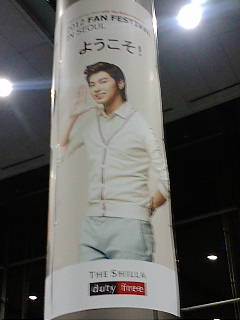 2012 FAN FESTIVAL
IN SEOUL
ようこそ!
THE SHILLA
duty free